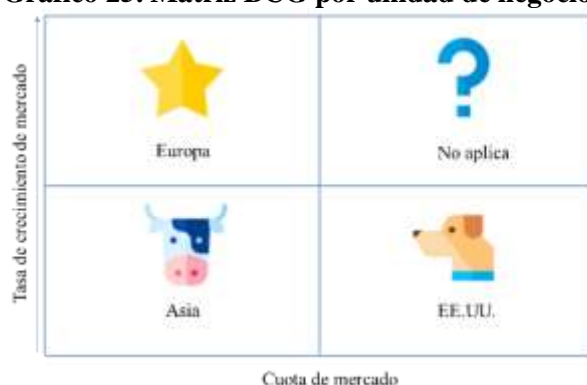 Gráfico 23. Matriz BCG por unidad de negocio
Tasa de crecimiento de mercado
Europa
No aplica
Asia
EE.UU.
Cuota de mercado